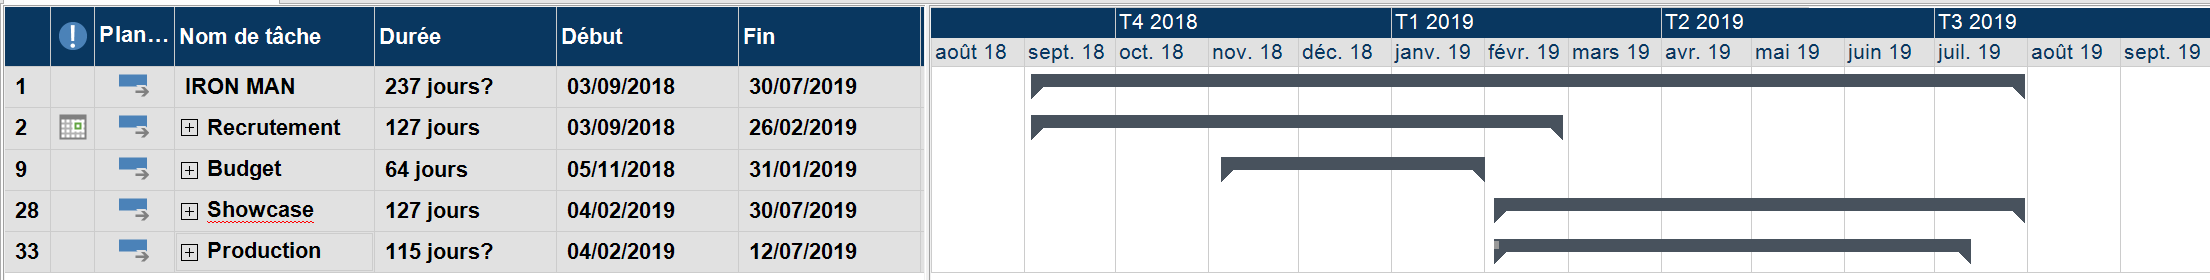 Plan... Nom de tâche Durée Début Fin
T4 2018 T1 2019 T2 2019 T3 2019
août 18 sept. 18 oct. 18 nov. 18 déc. 18 janv. 19 févr. 19 mars 19 avr. 19 mai 19 juin 19 juil. 19 août 19 sept. 19
1 IRON MAN 237 jours? 03/09/2018 30/07/2019
2 Recrutement 127 jours 03/09/2018 26/02/2019
9 Budget 64 jours 05/11/2018 31/01/2019
28 Showcase 127 jours 04/02/2019 30/07/2019
33 Production 115 jours? 04/02/2019 12/07/2019